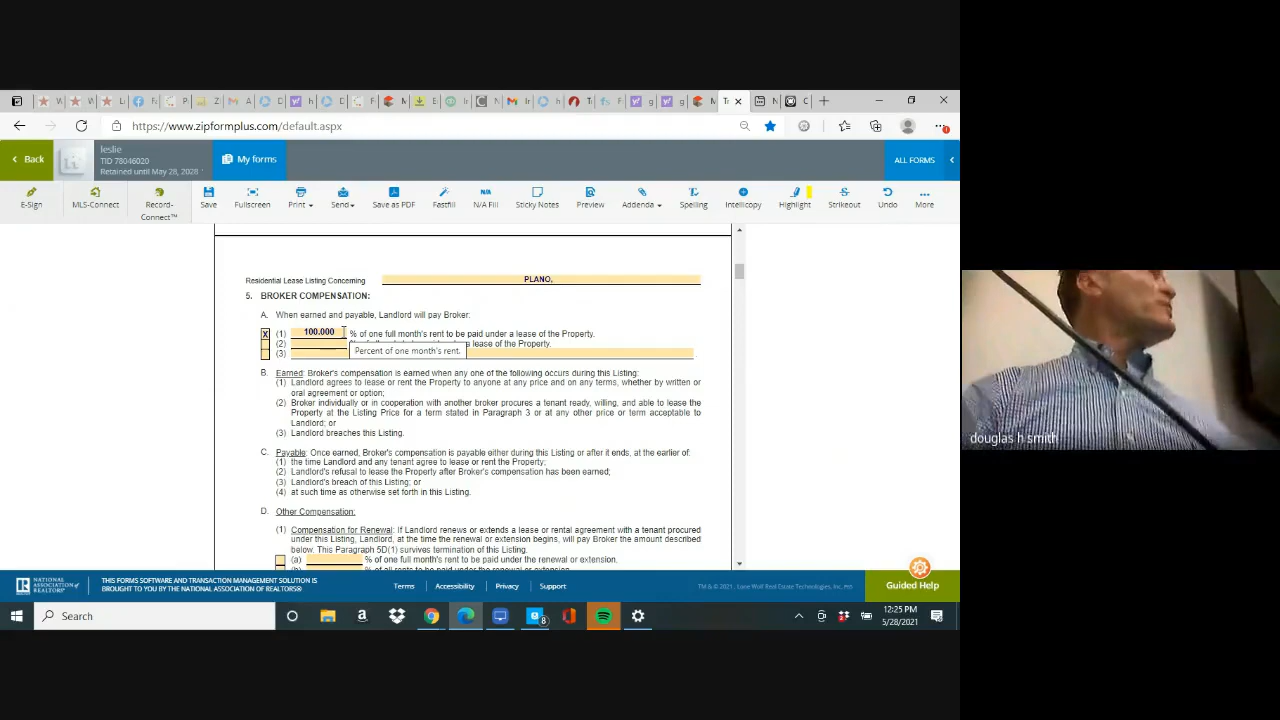 https://www.zipformplus.com/default.aspx
Back
leslie
TID 78046020
Retained until May 28, 2028
My forms
ALL FORMS
E-Sign
MLS-Connect
Record-Connect™
Save
Fullscreen
Print
Send
Save as PDF
Fastfill
N/A Fill
Sticky Notes
Preview
Addenda
Spelling
Intellicopy
Highlight
Strikeout
Undo
More
Residential Lease Listing Concerning PLANO,
5. BROKER COMPENSATION:
A. When earned and payable, Landlord will pay Broker:
X (1) 100.000 % of one full month's rent to be paid under a lease of the Property.
(2) a lease of the Property.
(3)
Percent of one month's rent.
B. Earned: Broker's compensation is earned when any one of the following occurs during this Listing:
(1) Landlord agrees to lease or rent the Property to anyone at any price and on any terms, whether by written or
oral agreement or option;
(2) Broker individually or in cooperation with another broker procures a tenant ready, willing, and able to lease the
Property at the Listing Price for a term stated in Paragraph 3 or at any other price or term acceptable to
Landlord; or
(3) Landlord breaches this Listing.
C. Payable: Once earned, Broker's compensation is payable either during this Listing or after it ends, at the earlier of:
(1) the time Landlord and any tenant agree to lease or rent the Property;
(2) Landlord's refusal to lease the Property after Broker's compensation has been earned;
(3) Landlord's breach of this Listing; or
(4) at such time as otherwise set forth in this Listing.
D. Other Compensation:
(1) Compensation for Renewal: If Landlord renews or extends a lease or rental agreement with a tenant procured
under this Listing, Landlord, at the time the renewal or extension begins, will pay Broker the amount described
below. This Paragraph 5D(1) survives termination of this Listing.
(a) % of one full month's rent to be paid under the renewal or extension.
NATIONAL ASSOCIATION OF REALTORS®
THIS FORMS SOFTWARE AND TRANSACTION MANAGEMENT SOLUTION IS
BROUGHT TO YOU BY THE NATIONAL ASSOCIATION OF REALTORS®
Terms
Accessibility
Privacy
Support
Guided Help
Search
8
12:25 PM
5/28/2021
douglas h smith